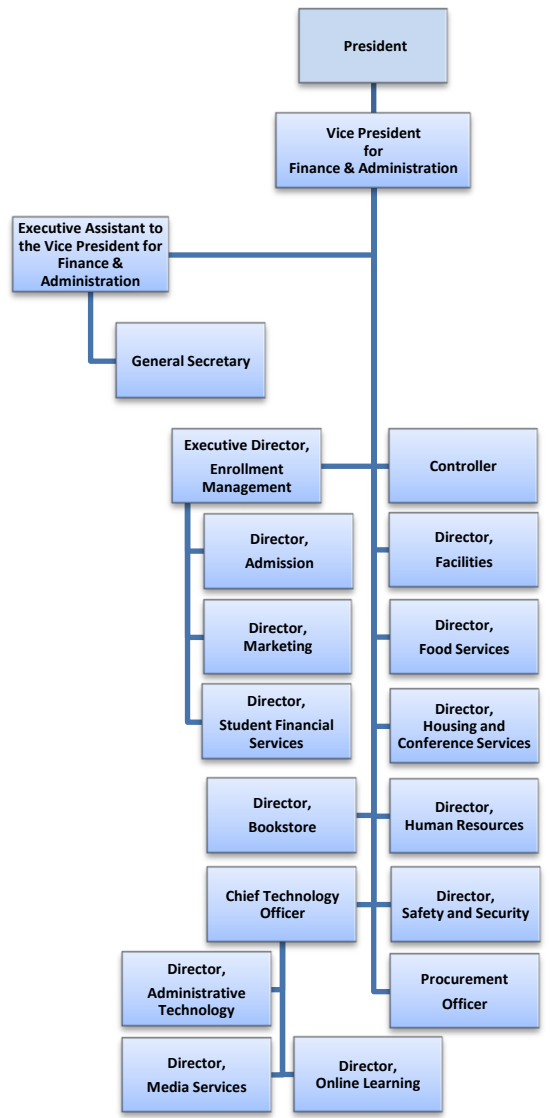 President
Vice President
for
Finance & Administration
Executive Assistant to
the Vice President for
Finance &
Administration
General Secretary
Executive Director,
Enrollment
Management
Controller
Director,
Admission
Director,
Facilities
Director,
Marketing
Director,
Food Services
Director,
Student Financial
Services
Director,
Housing and
Conference Services
Director,
Bookstore
Director,
Human Resources
Chief Technology
Officer
Director,
Safety and Security
Director,
Administrative
Technology
Procurement
Officer
Director,
Media Services
Director,
Online Learning